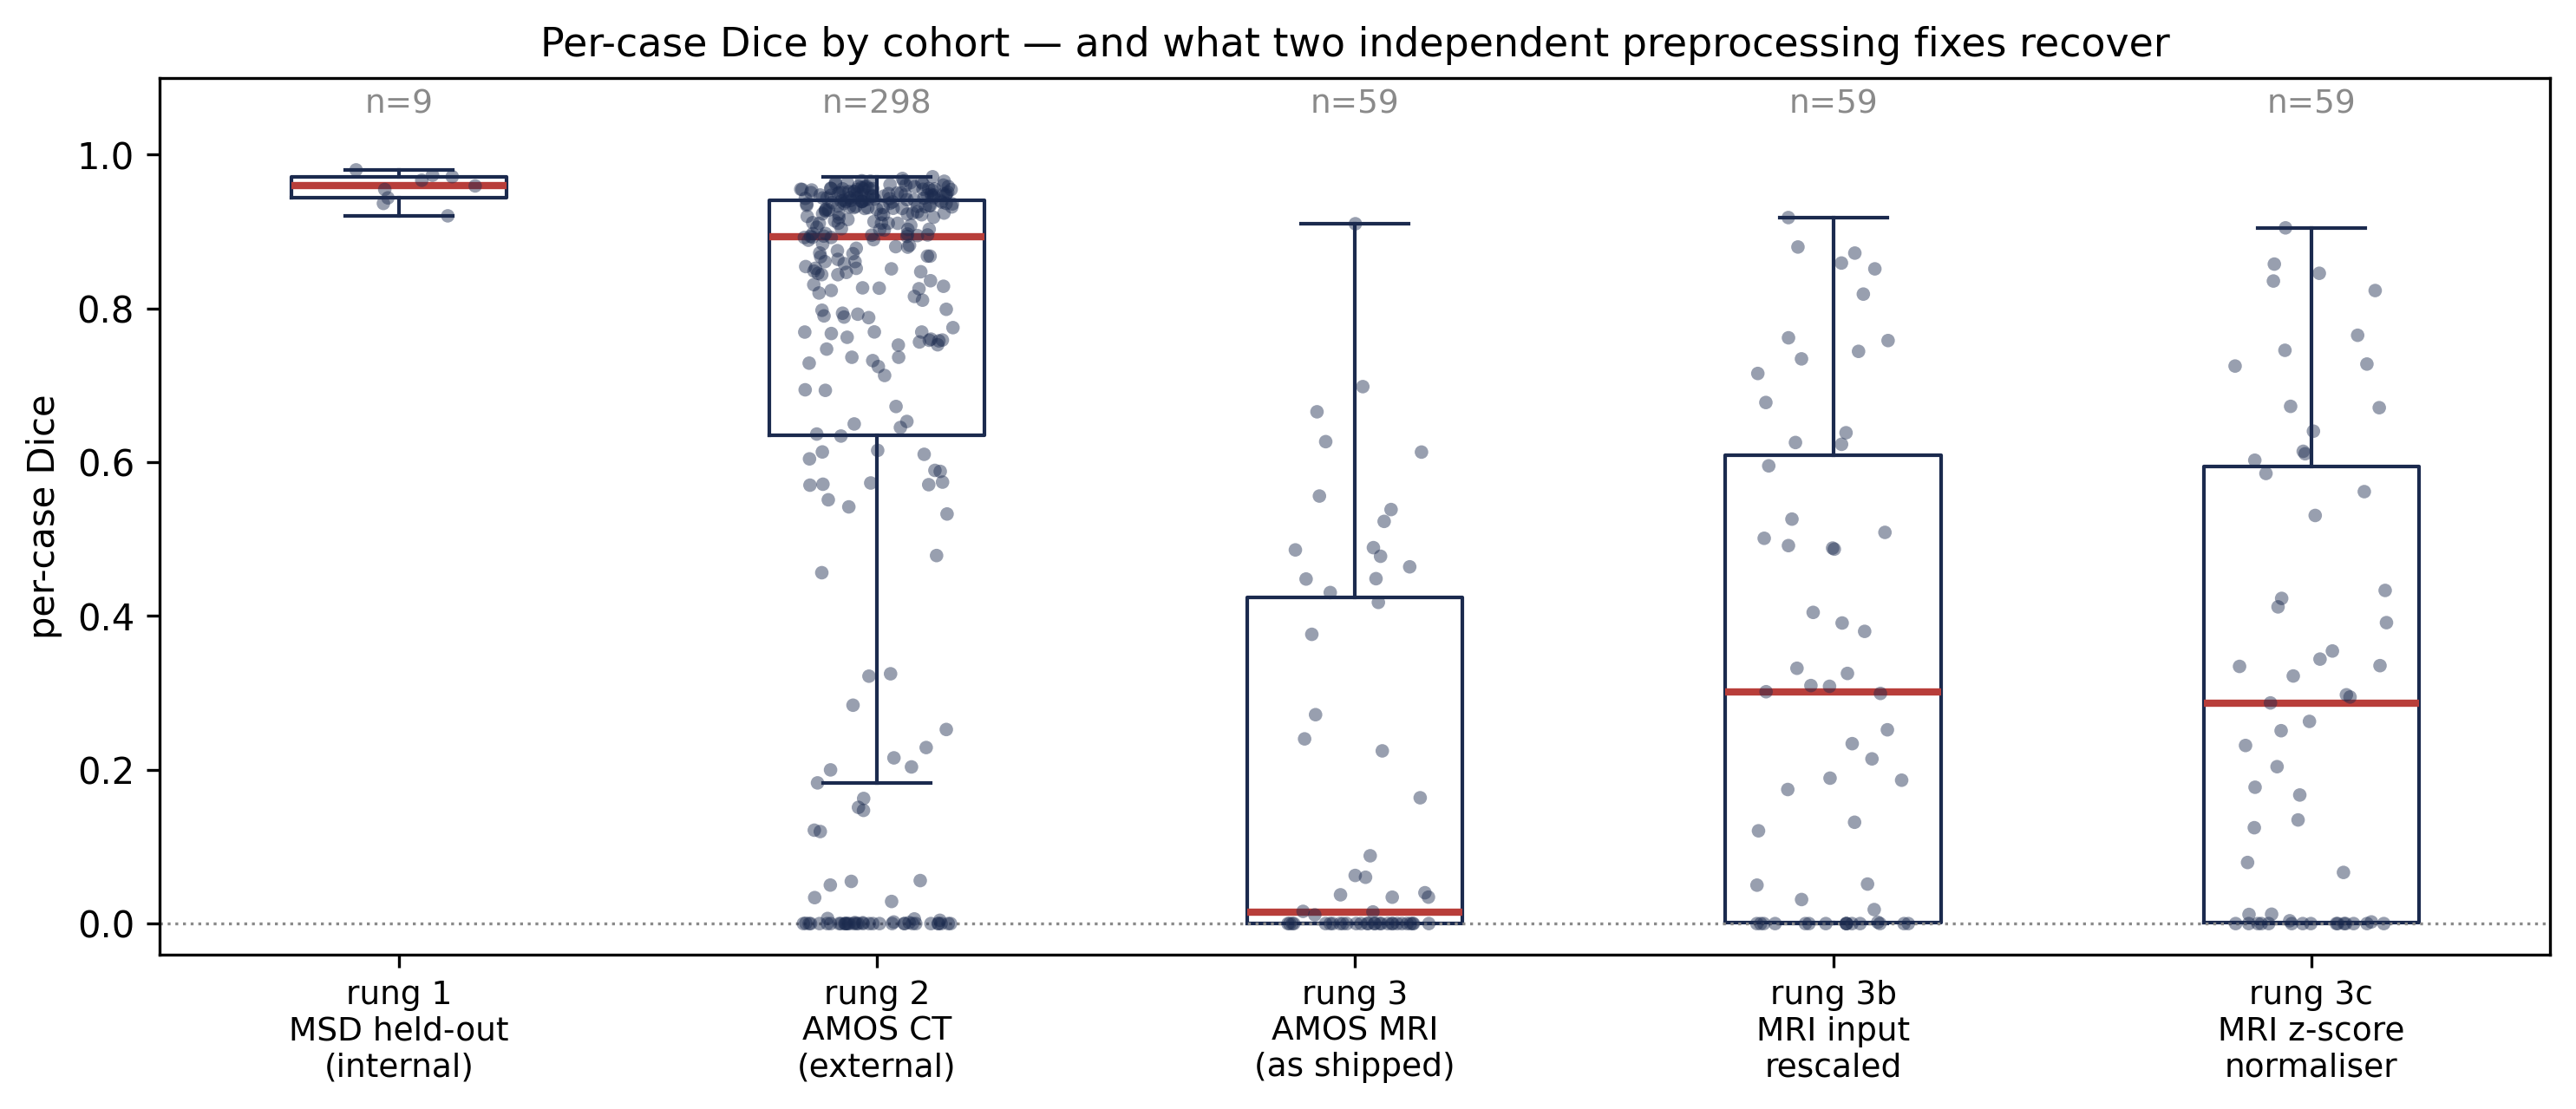 Per-case Dice by cohort — and what two independent preprocessing fixes recover
n=9
n=298
n=59
n=59
n=59
per-case Dice
1.0
0.8
0.6
0.4
0.2
0.0
rung 1
MSD held-out
(internal)
rung 2
AMOS CT
(external)
rung 3
AMOS MRI
(as shipped)
rung 3b
MRI input
rescaled
rung 3c
MRI z-score
normaliser